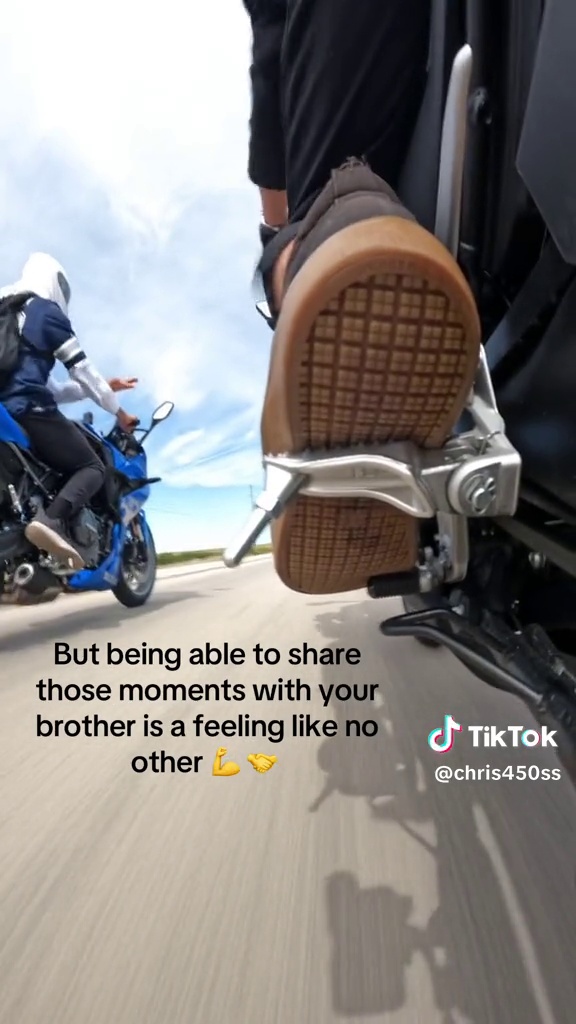 But being able to share
those moments with your
brother is a feeling like no
other 💪 🤝
TikTok
@chris450ss